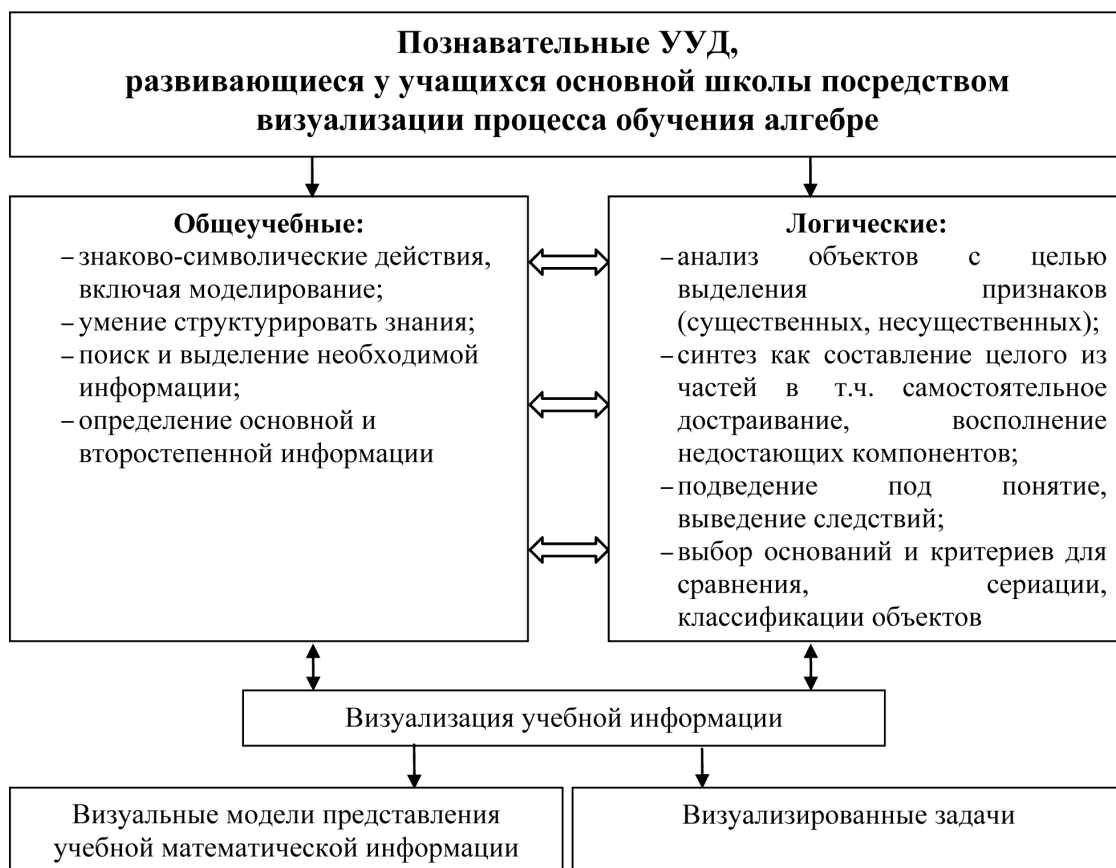 Познавательные УУД,
развивающиеся у учащихся основной школы посредством
визуализации процесса обучения алгебре
Общеучебные:
– знаково-символические действия,
включая моделирование;
– умение структурировать знания;
– поиск и выделение необходимой
информации;
– определение основной и
второстепенной информации
Логические:
– анализ объектов с целью
выделения признаков
(существенных, несущественных);
– синтез как составление целого из
частей в т.ч. самостоятельное
достраивание, восполнение
недостающих компонентов;
– подведение под понятие,
выведение следствий;
– выбор оснований и критериев для
сравнения, сериации,
классификации объектов
Визуализация учебной информации
Визуальные модели представления
учебной математической информации
Визуализированные задачи